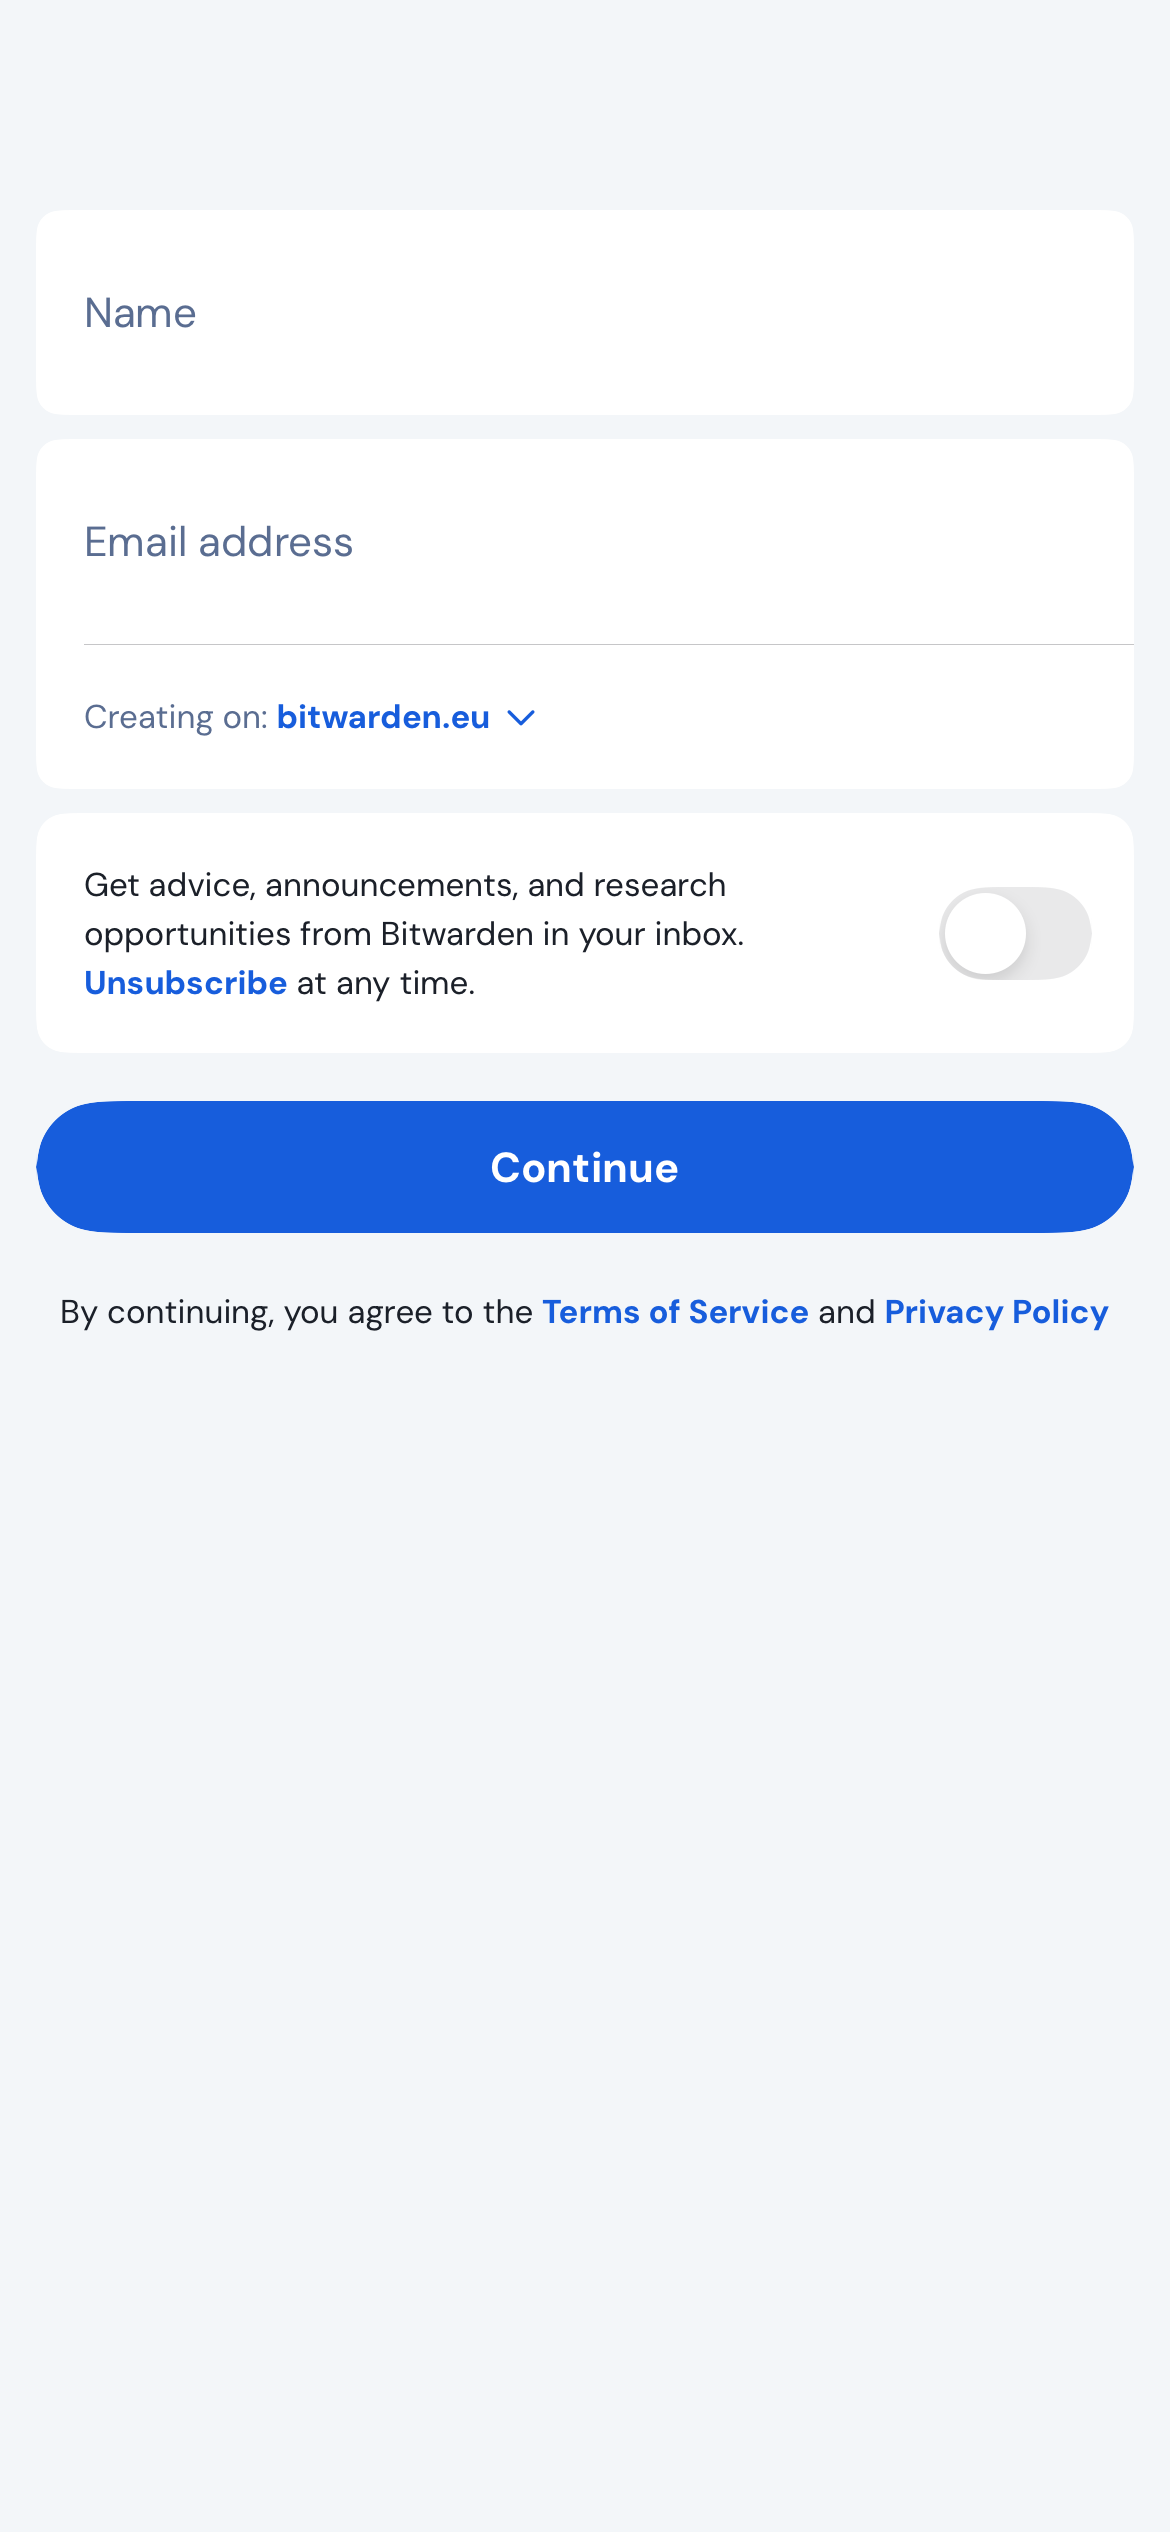 Name
Email address
Creating on: bitwarden.eu
Get advice, announcements, and research
opportunities from Bitwarden in your inbox.
Unsubscribe at any time.
Continue
By continuing, you agree to the Terms of Service and Privacy Policy